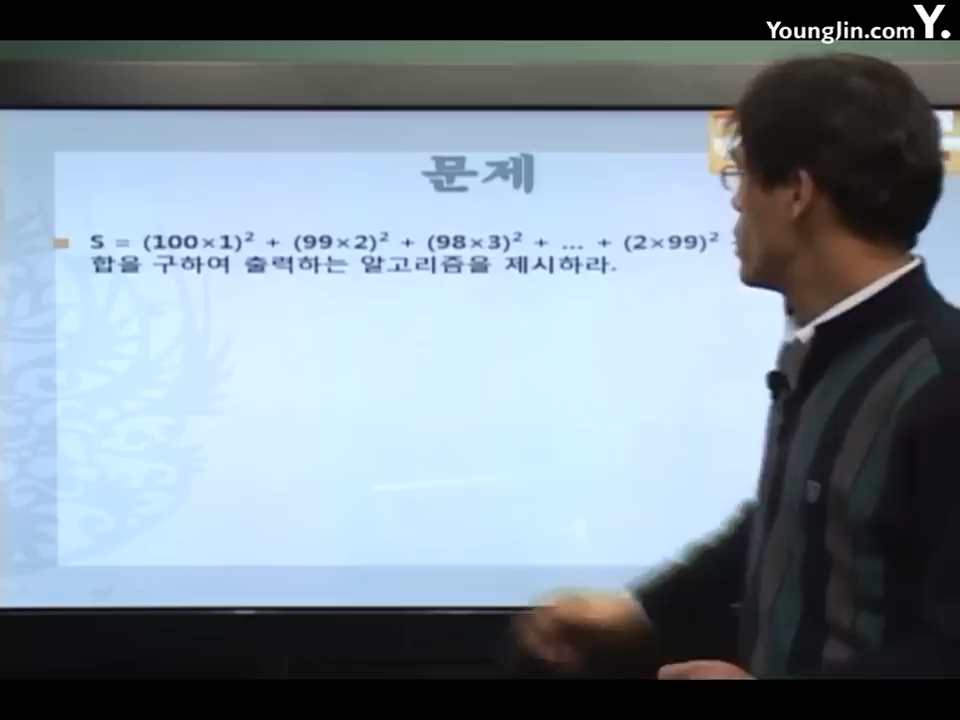 YoungJin.com Y.
문제
S = (100×1)² + (99×2)² + (98×3)² + ... + (2×99)²
합을 구하여 출력하는 알고리즘을 제시하라.